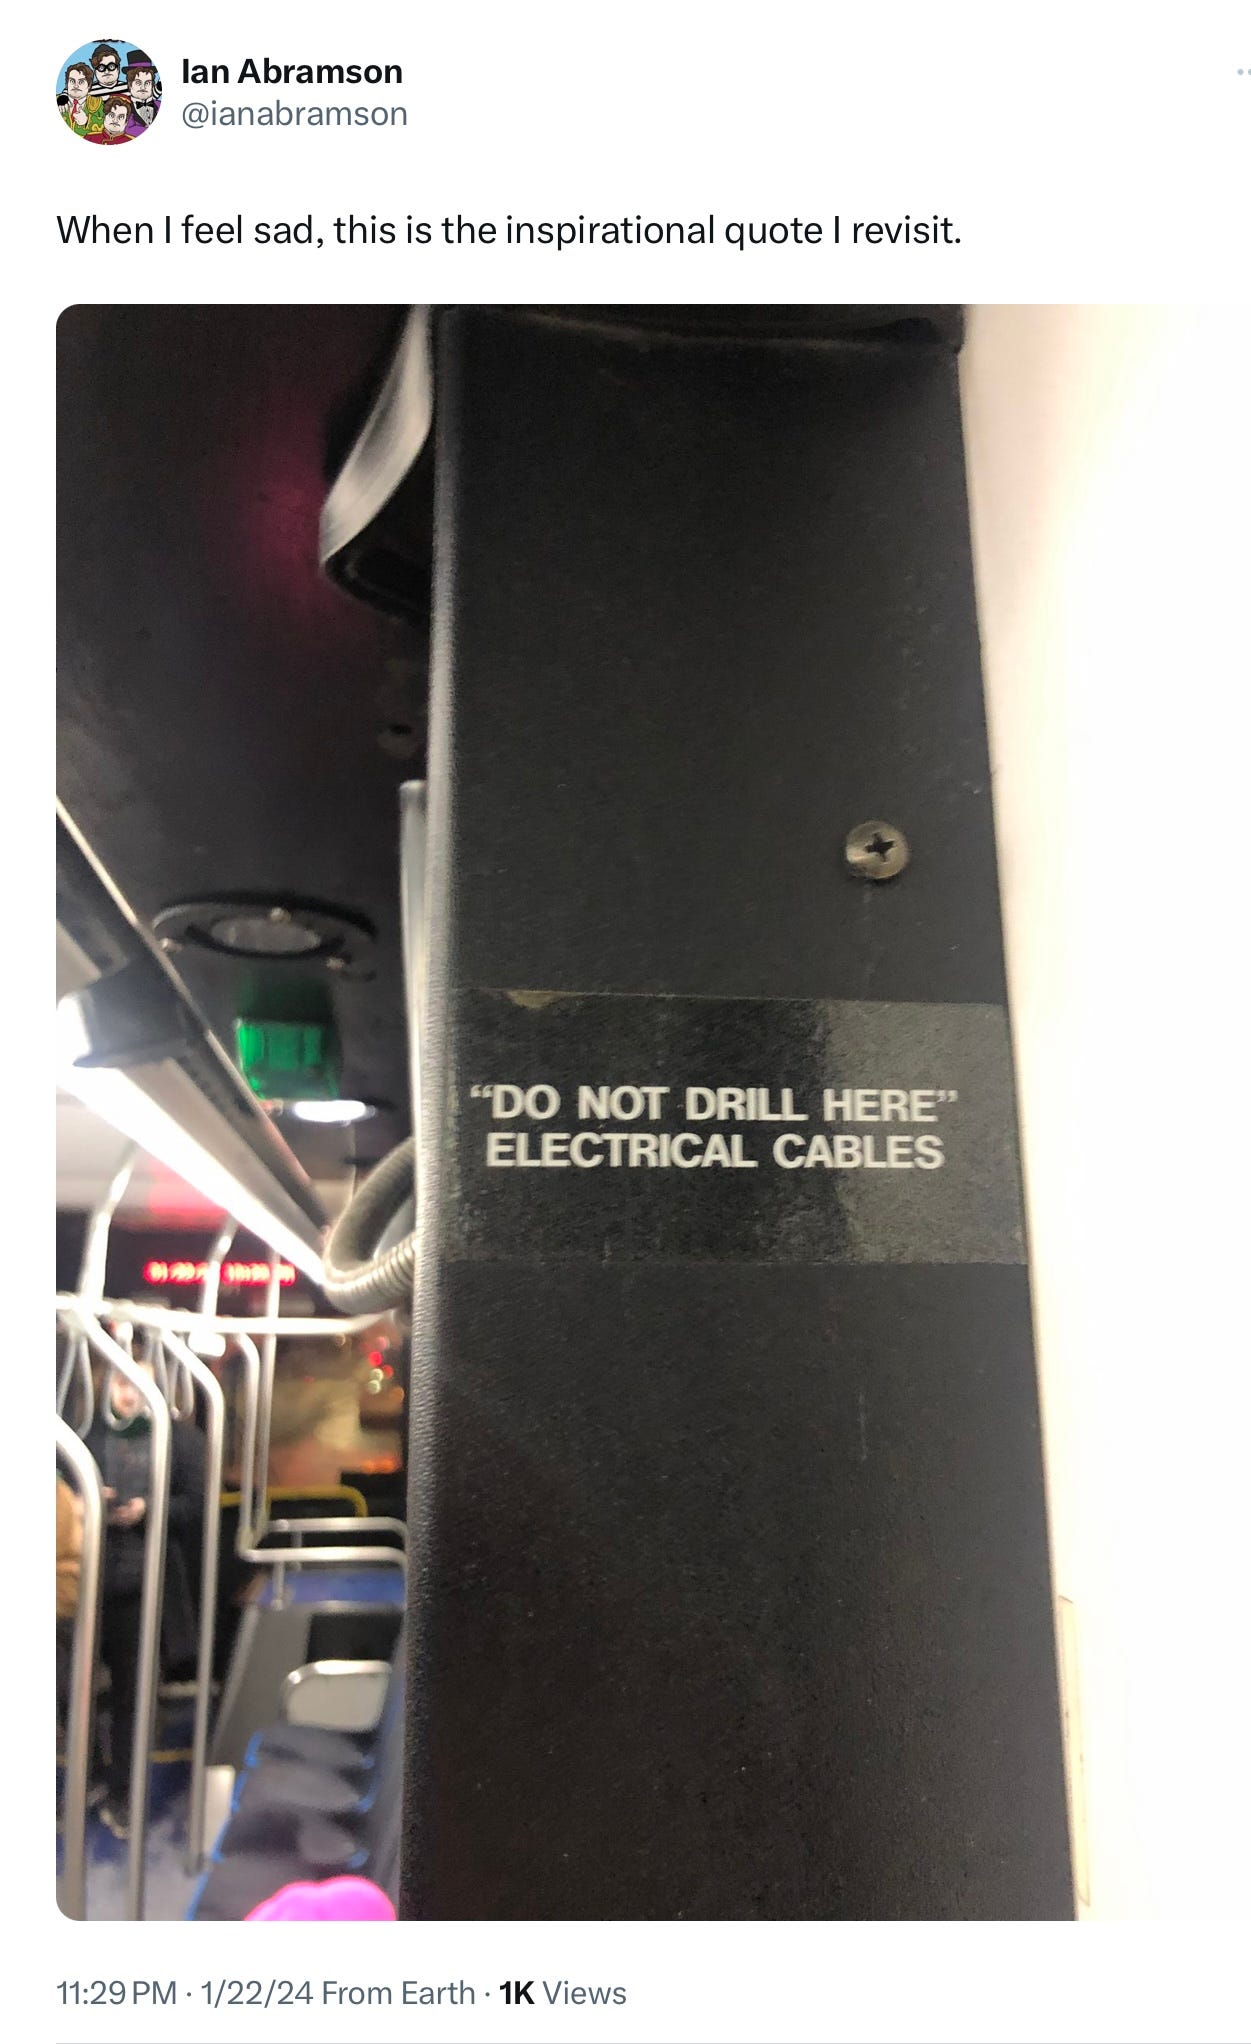 Ian Abramson
@ianabramson
When I feel sad, this is the inspirational quote I revisit.
“DO NOT DRILL HERE”
ELECTRICAL CABLES
11:29 PM · 1/22/24 From Earth · 1K Views